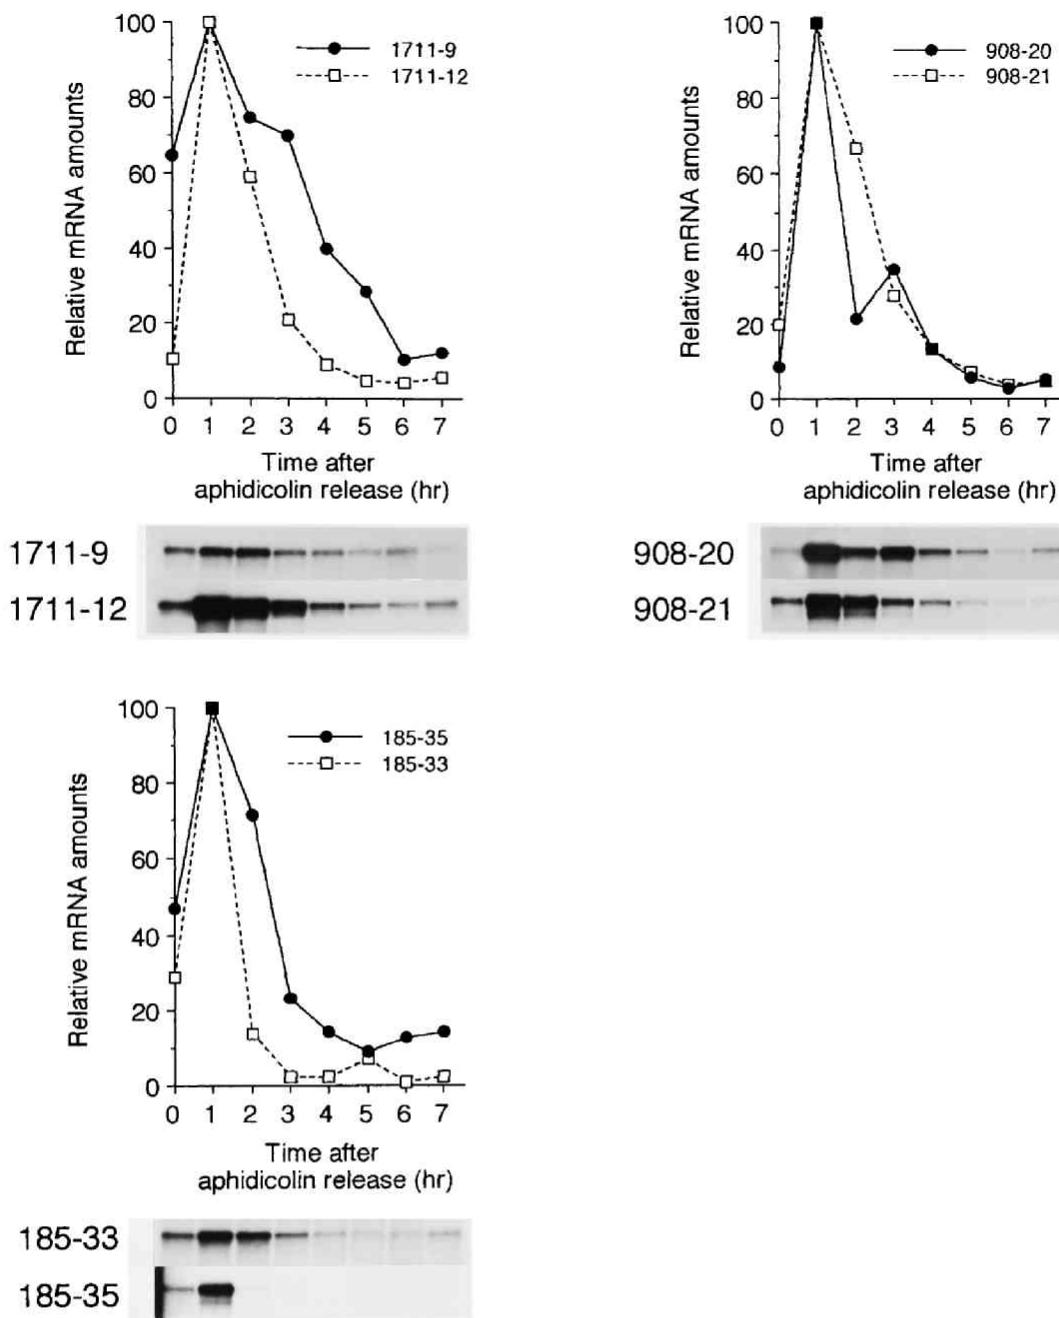 100
80
60
40
20
0
Relative mRNA amounts
1711-9
1711-12
0 1 2 3 4 5 6 7
Time after
aphidicolin release (hr)
1711-9
1711-12
100
80
60
40
20
0
Relative mRNA amounts
908-20
908-21
0 1 2 3 4 5 6 7
Time after
aphidicolin release (hr)
908-20
908-21
100
80
60
40
20
0
Relative mRNA amounts
185-35
185-33
0 1 2 3 4 5 6 7
Time after
aphidicolin release (hr)
185-33
185-35